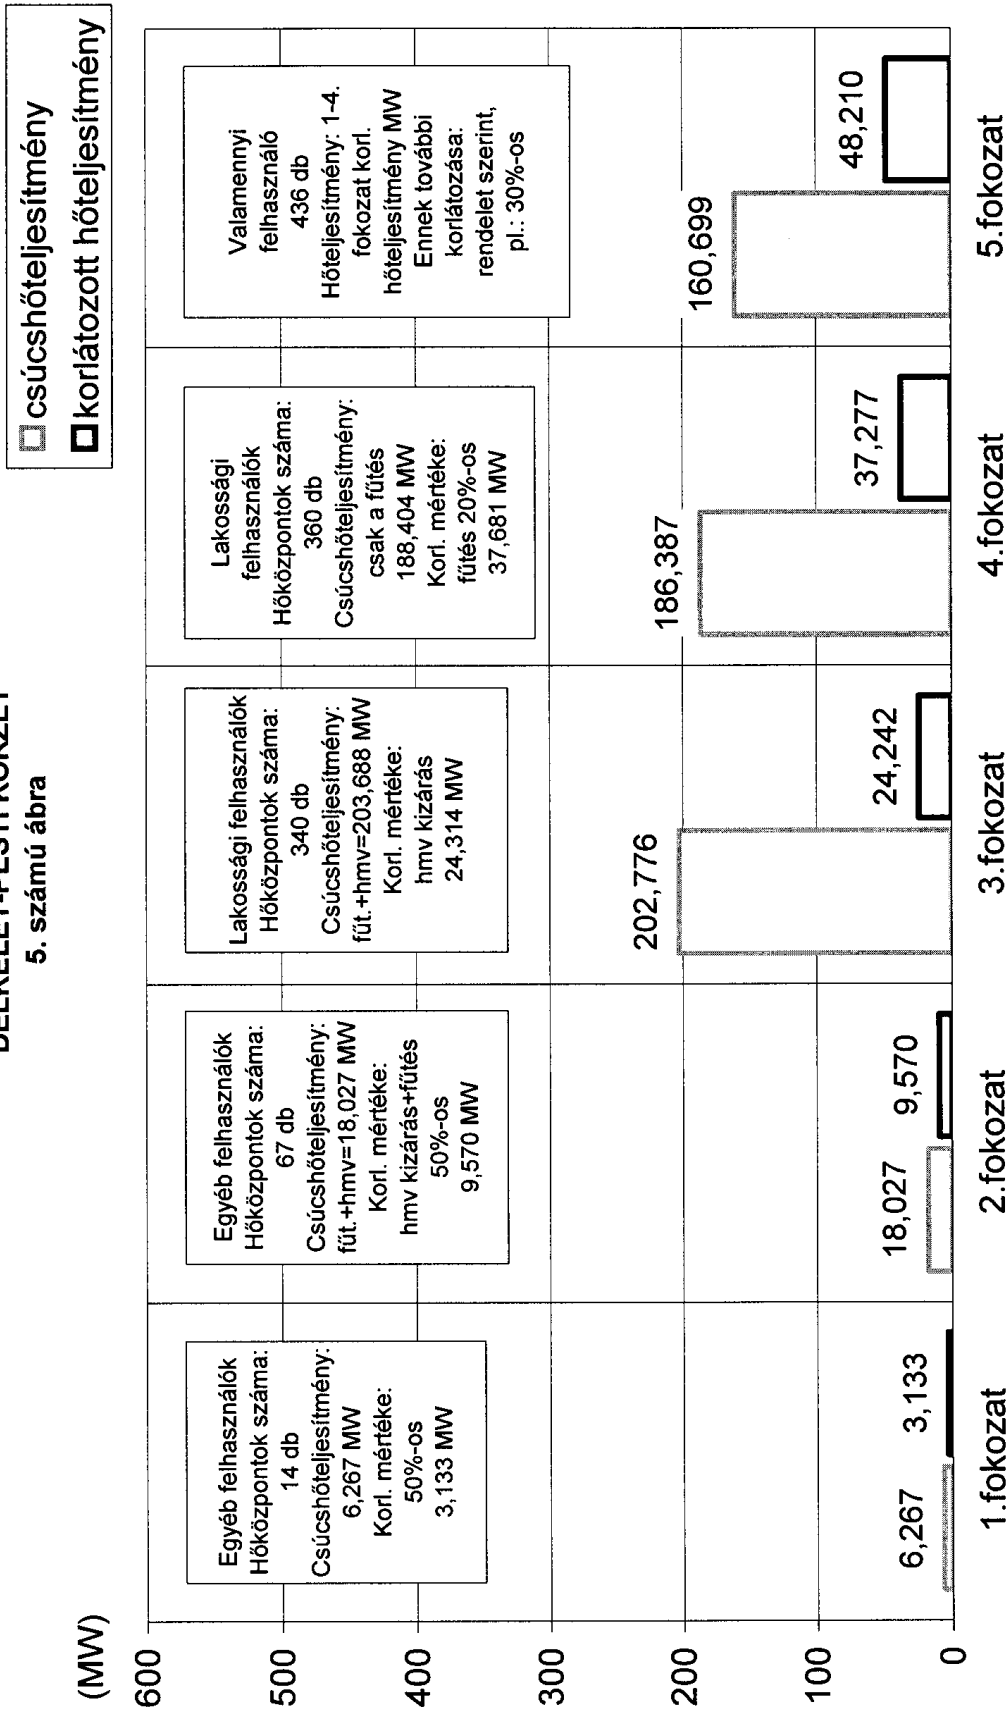 5. számú ábra
csúcshőteljesítmény
korlátozott hőteljesítmény
(MW)
600
500
400
300
200
100
0
Egyéb felhasználók
Hőközpontok száma:
14 db
Csúcshőteljesítmény:
6,267 MW
Korl. mértéke:
50%-os
3,133 MW
Egyéb felhasználók
Hőközpontok száma:
67 db
Csúcshőteljesítmény:
fűt.+hmv=18,027 MW
Korl. mértéke:
hmv kizárás+fűtés
50%-os
9,570 MW
Lakossági felhasználók
Hőközpontok száma:
340 db
Csúcshőteljesítmény:
fűt.+hmv=203,688 MW
Korl. mértéke:
hmv kizárás
24,314 MW
Lakossági
felhasználók
Hőközpontok száma:
360 db
Csúcshőteljesítmény:
csak a fűtés
188,404 MW
Korl. mértéke:
fűtés 20%-os
37,681 MW
Valamennyi
felhasználó
436 db
Hőteljesítmény: 1-4.
fokozat korl.
hőteljesítmény MW
Ennek további
korlátozása:
rendelet szerint,
pl.: 30%-os
6,267
3,133
18,027
9,570
202,776
24,242
186,387
37,277
160,699
48,210
1.fokozat
2.fokozat
3.fokozat
4.fokozat
5.fokozat